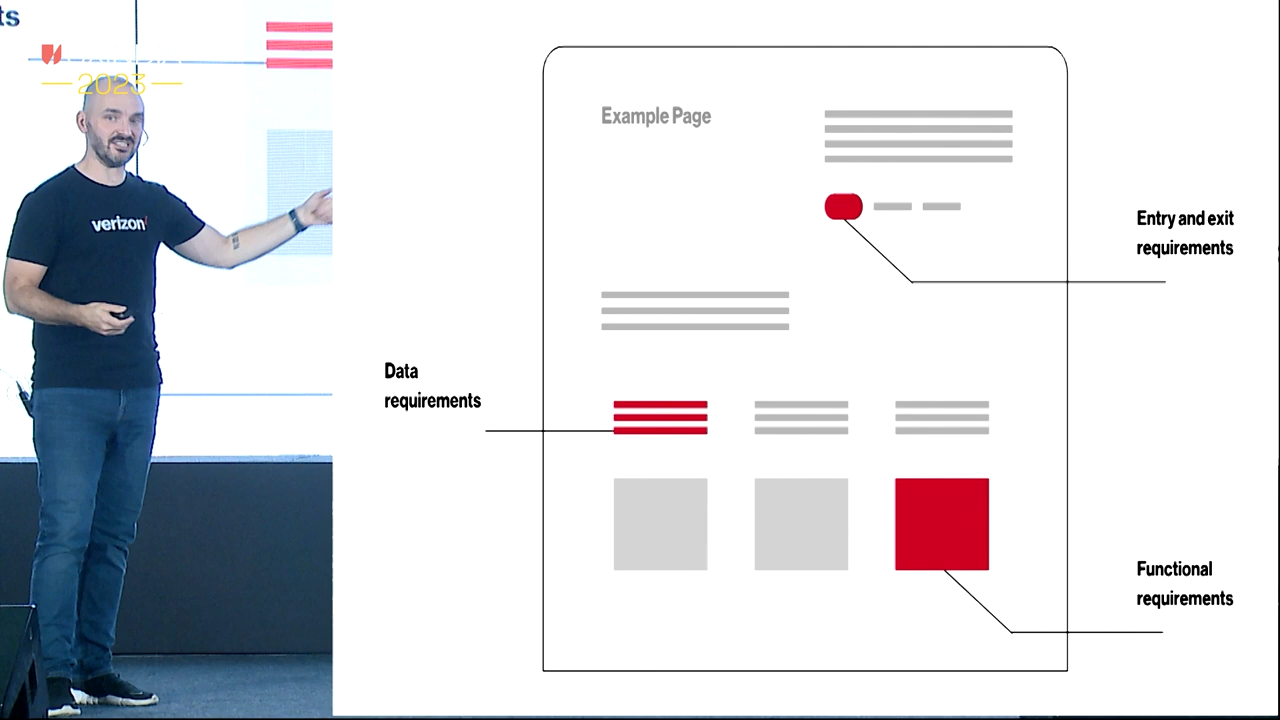 ts
2023
verizon
Example Page
Entry and exit
requirements
Data
requirements
Functional
requirements